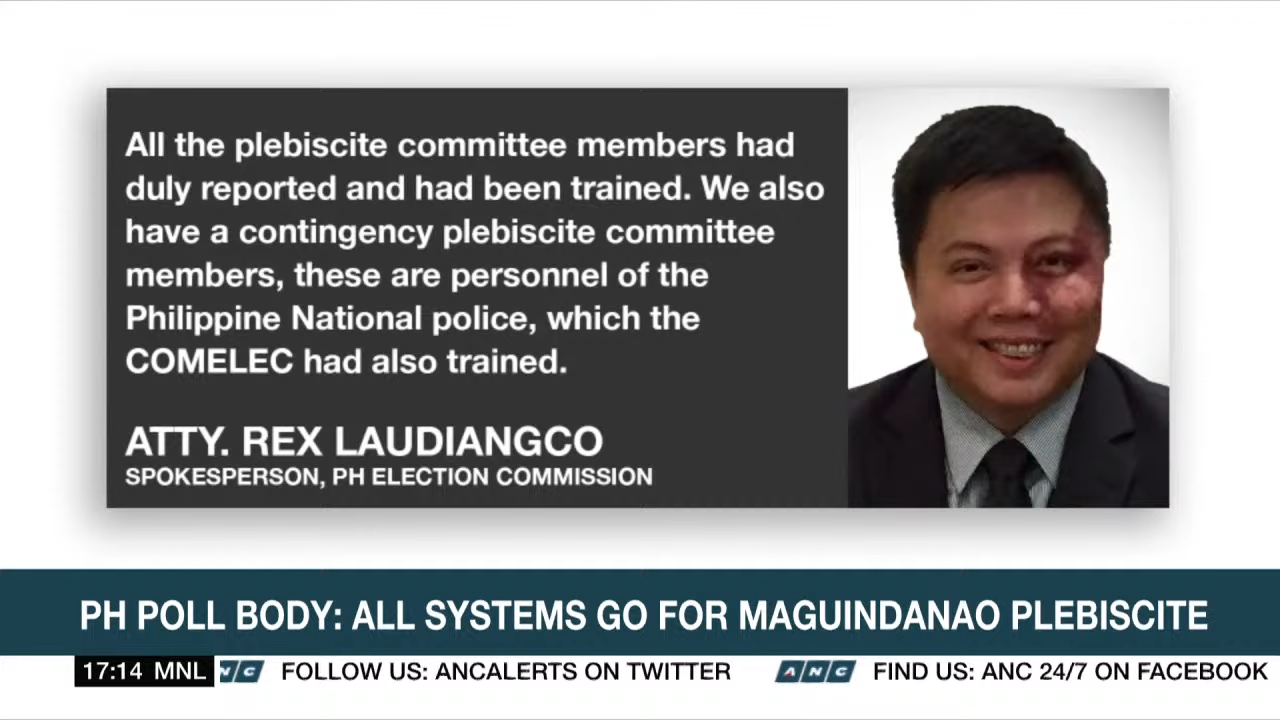 All the plebiscite committee members had
duly reported and had been trained. We also
have a contingency plebiscite committee
members, these are personnel of the
Philippine National police, which the
COMELEC had also trained.
ATTY. REX LAUDIANGCO
SPOKESPERSON, PH ELECTION COMMISSION
PH POLL BODY: ALL SYSTEMS GO FOR MAGUINDANAO PLEBISCITE
17:14 MNL NC FOLLOW US: ANCALERTS ON TWITTER ANC FIND US: ANC 24/7 ON FACEBOOK